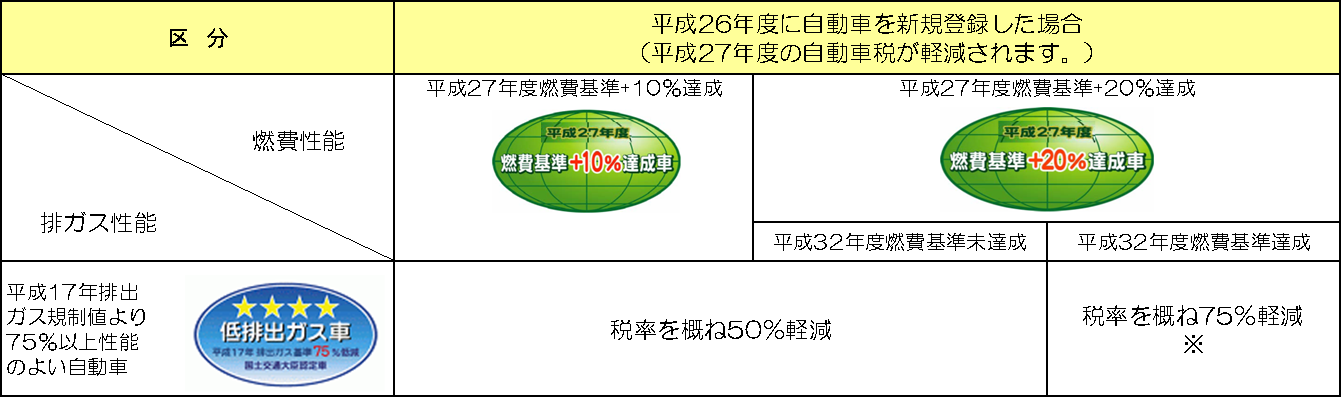 区 分
平成26年度に自動車を新規登録した場合
（平成27年度の自動車税が軽減されます。）
燃費性能
排ガス性能
平成27年度燃費基準+10%達成
平成27年度
燃費基準+10%達成車
平成27年度燃費基準+20%達成
平成27年度
燃費基準+20%達成車
平成32年度燃費基準未達成
平成32年度燃費基準達成
平成17年排出
ガス規制値より
75%以上性能
のよい自動車
★★★★
低排出ガス車
平成17年 排出ガス基準 75%低減
国土交通大臣認定車
税率を概ね50%軽減
税率を概ね75%軽減
※